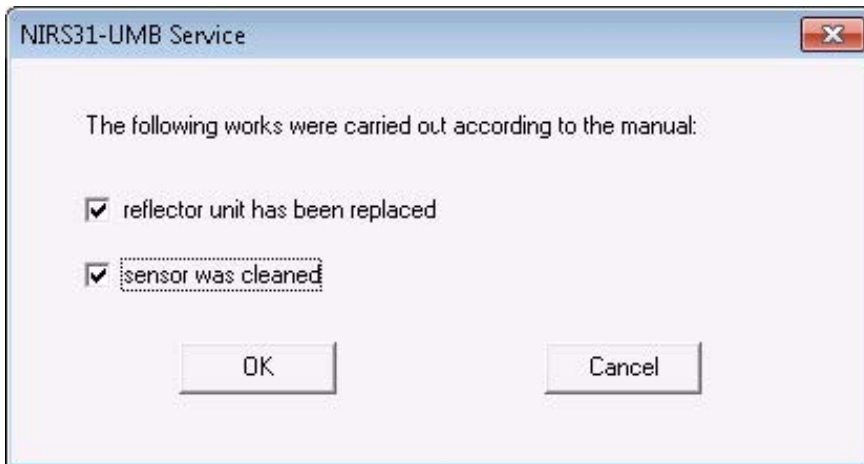 NIRS31-UMB Service
The following works were carried out according to the manual:
reflector unit has been replaced
sensor was cleaned
OK
Cancel